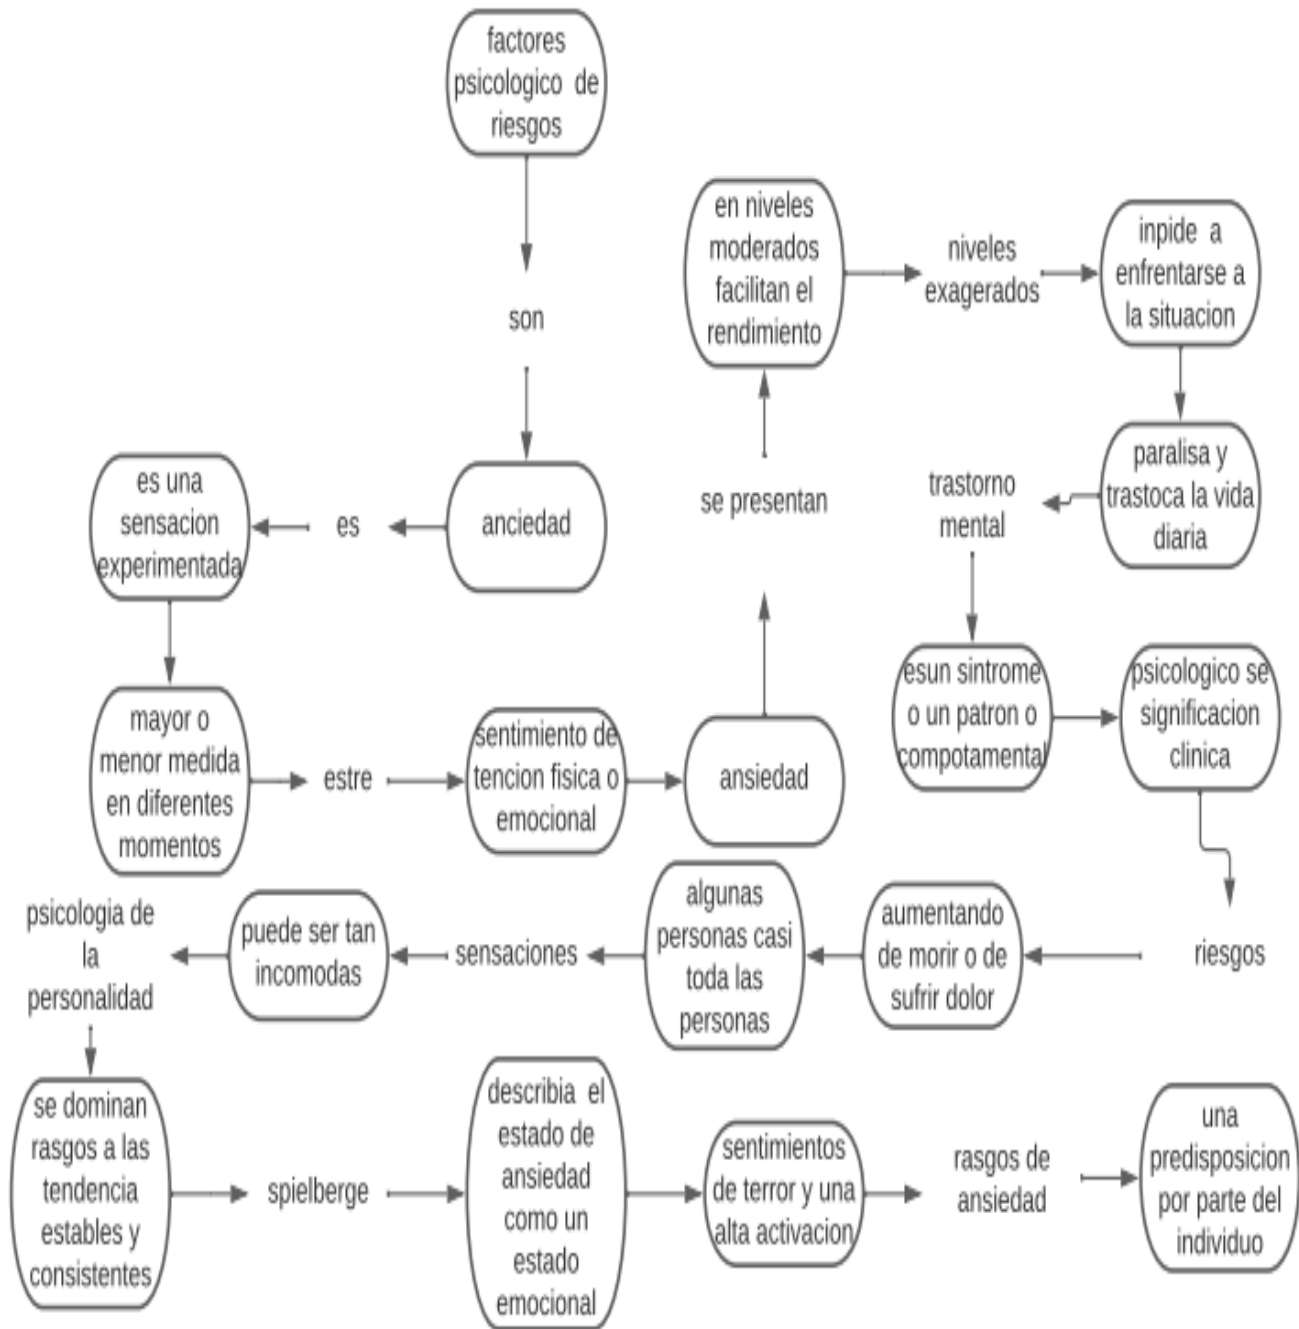 factores
psicologico de
riesgos
son
anciedad
es
es una
sensacion
experimentada
mayor o
menor medida
en diferentes
momentos
estre
sentimiento de
tencion fisica o
emocional
ansiedad
se presentan
en niveles
moderados
facilitan el
rendimiento
niveles
exagerados
inpide a
enfrentarse a
la situacion
paralisa y
trastoca la vida
diaria
trastorno
mental
esun sintrome
o un patron o
compotamental
psicologico se
significacion
clinica
riesgos
aumentando
de morir o de
sufrir dolor
algunas
personas casi
toda las
personas
sensaciones
puede ser tan
incomodas
psicologia de
la
personalidad
se dominan
rasgos a las
tendencia
estables y
consistentes
spielberge
describia el
estado de
ansiedad
como un
estado
emocional
sentimientos
de terror y una
alta activacion
rasgos de
ansiedad
una
predisposicion
por parte del
individuo